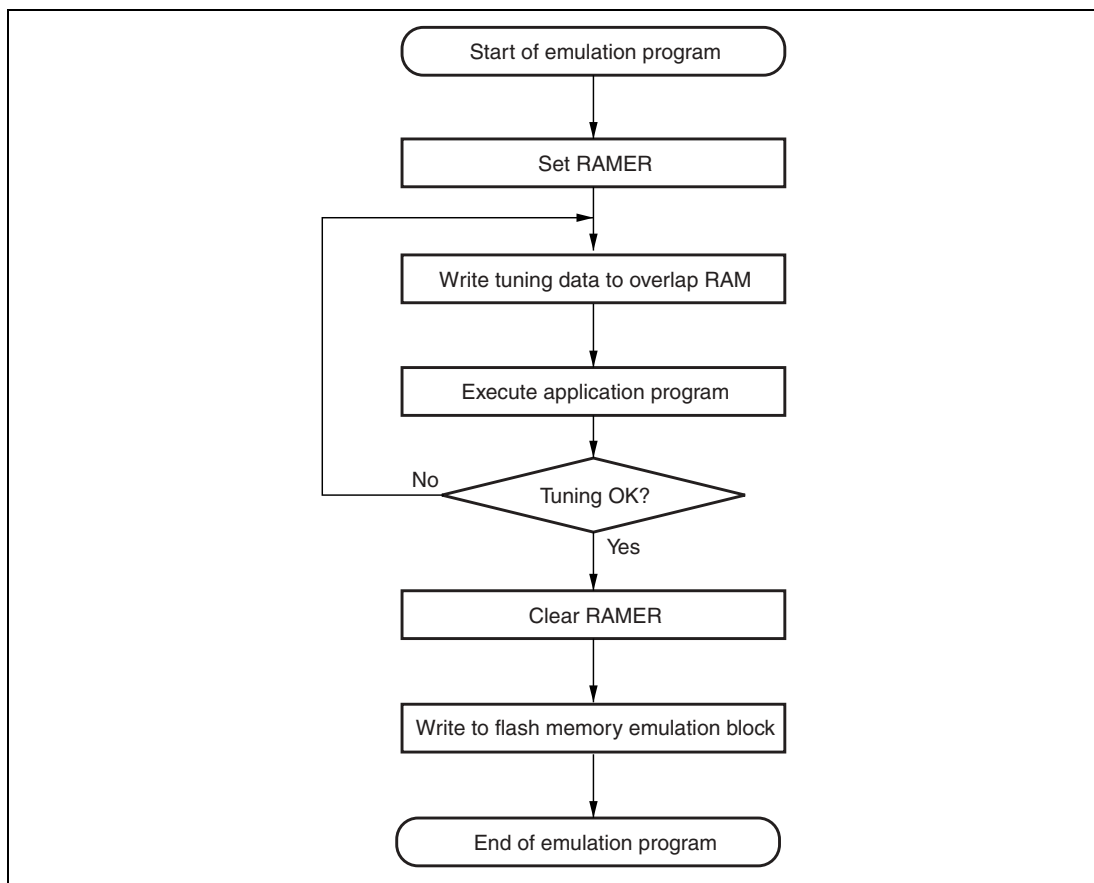 Start of emulation program
Set RAMER
Write tuning data to overlap RAM
Execute application program
No
Tuning OK?
Yes
Clear RAMER
Write to flash memory emulation block
End of emulation program